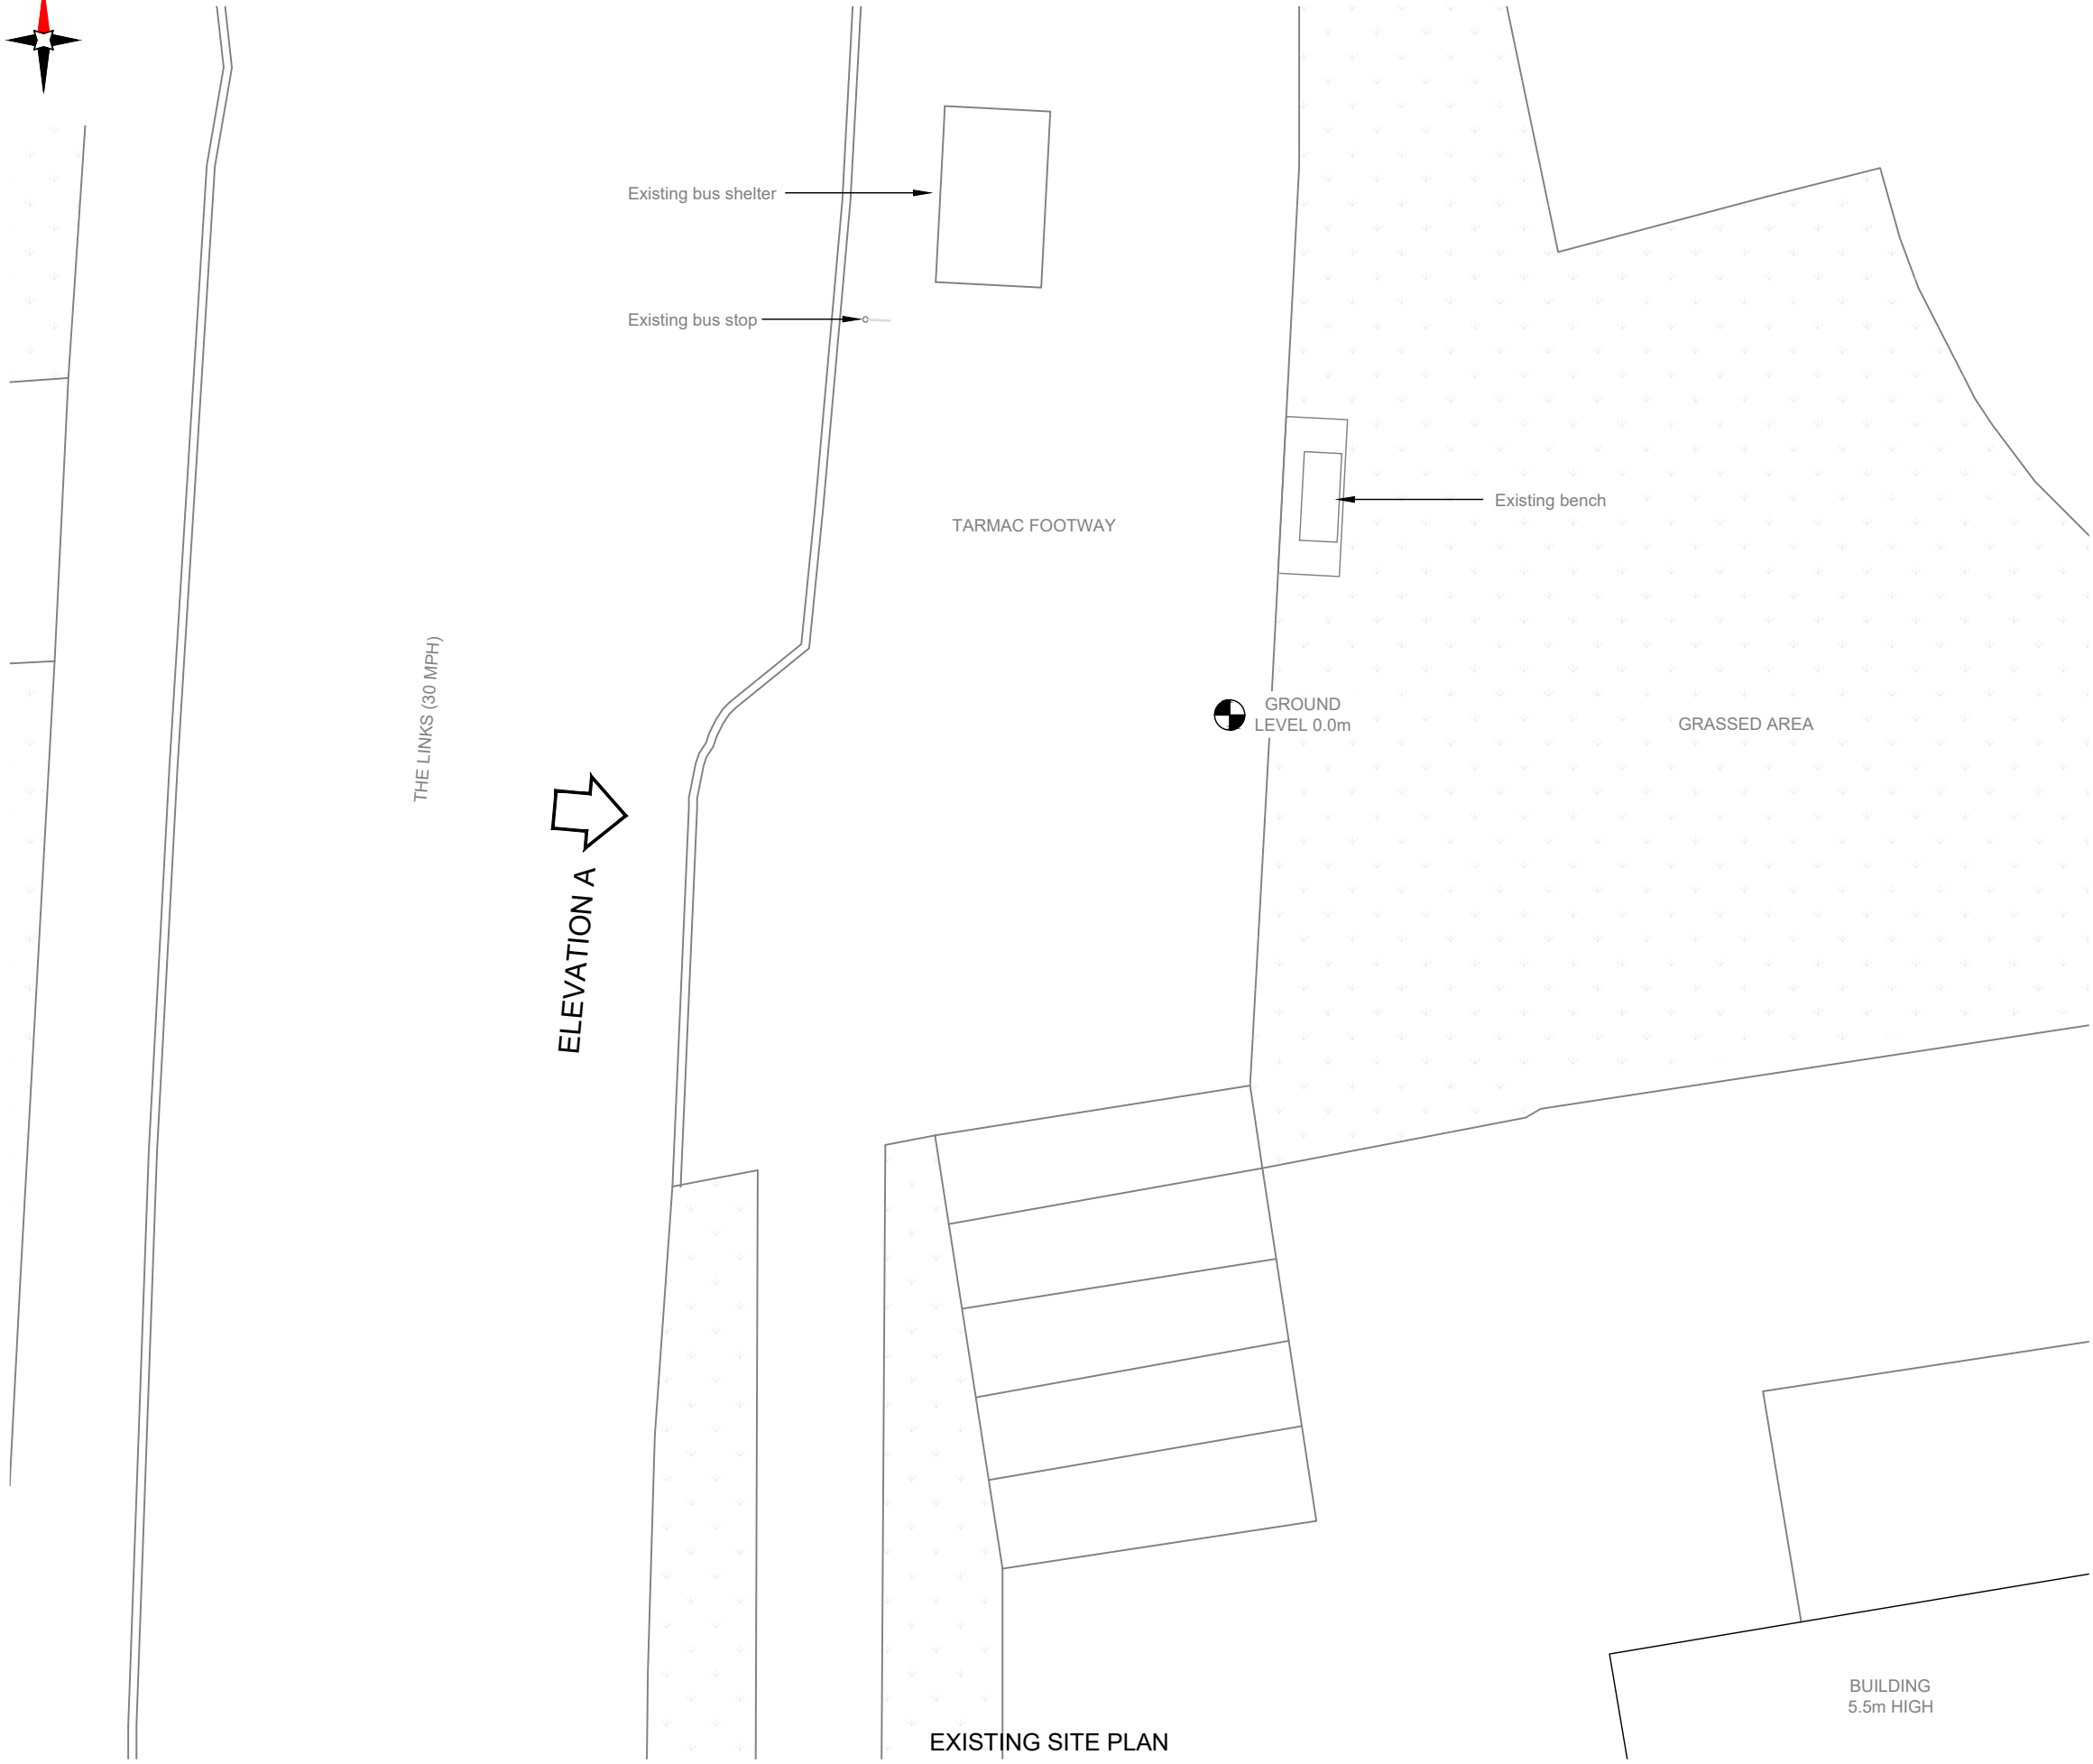 Existing bus shelter
Existing bus stop
Existing bench
TARMAC FOOTWAY
THE LINKS (30 MPH)
GROUND
LEVEL 0.0m
GRASSED AREA
ELEVATION A
BUILDING
5.5m HIGH
EXISTING SITE PLAN